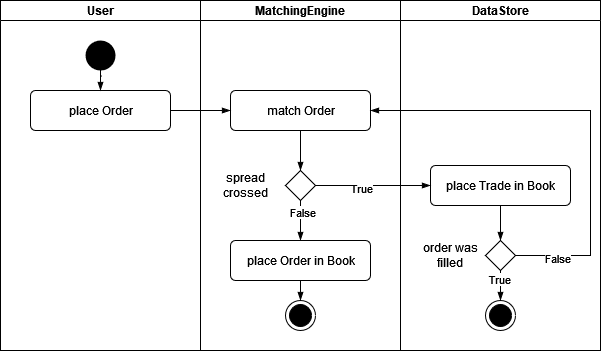 User
MatchingEngine
DataStore
place Order
match Order
spread
crossed
True
place Trade in Book
False
order was
filled
False
place Order in Book
True